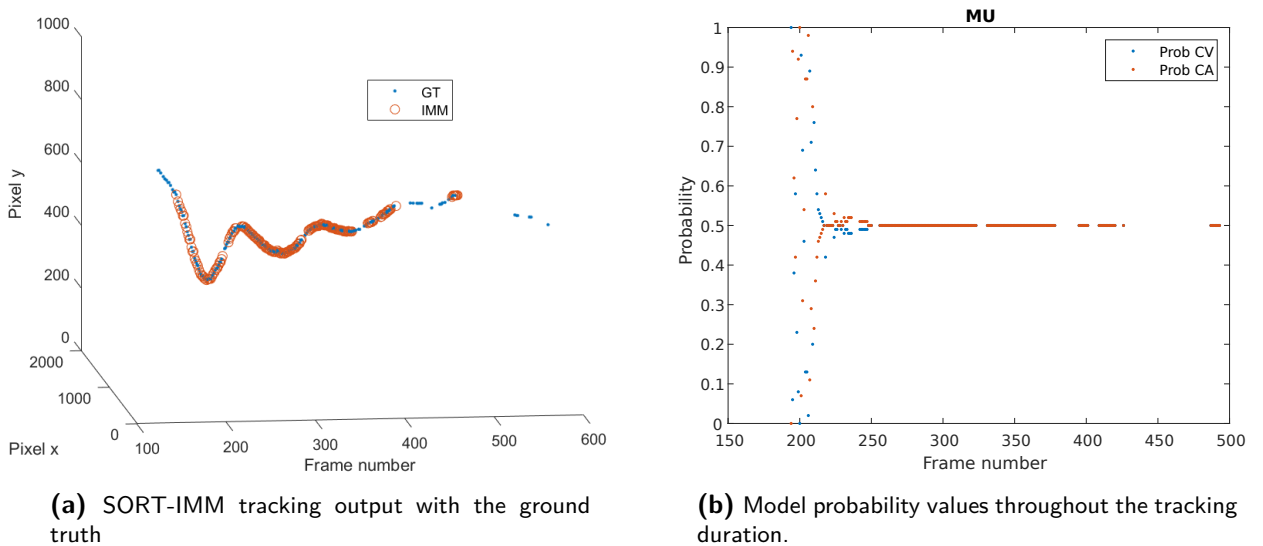 1000
800
600
400
200
0
2000
1000
0
Pixel y
Pixel x
100
200
300
400
500
600
Frame number
GT
IMM
(a) SORT-IMM tracking output with the ground
truth
MU
1
0.9
0.8
0.7
0.6
0.5
0.4
0.3
0.2
0.1
0
Probability
150
200
250
300
350
400
450
500
Frame number
Prob CV
Prob CA
(b) Model probability values throughout the tracking
duration.